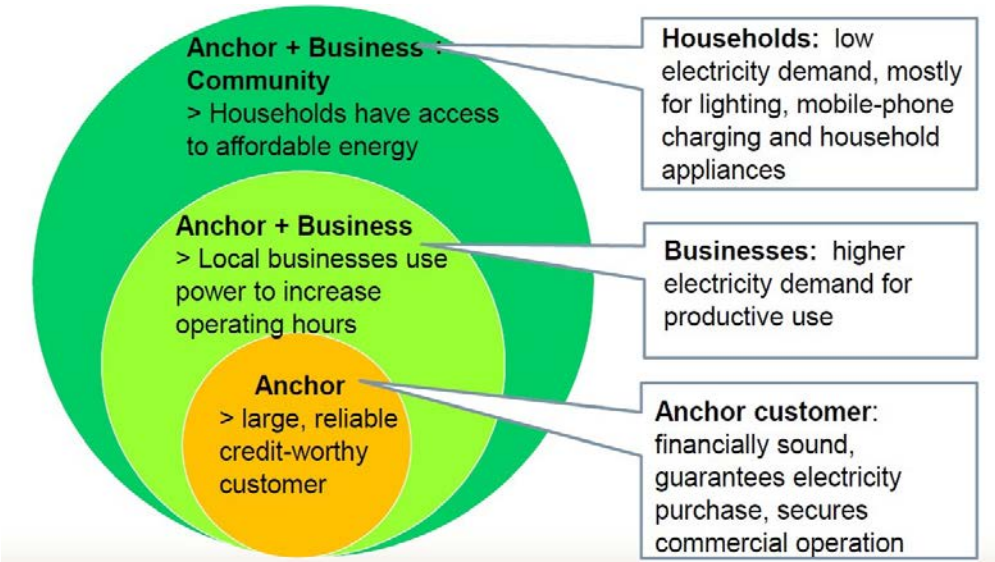 Anchor + Business +
Community
> Households have access
to affordable energy
Anchor + Business
> Local businesses use
power to increase
operating hours
Anchor
> large, reliable
credit-worthy
customer
Households: low
electricity demand, mostly
for lighting, mobile-phone
charging and household
appliances
Businesses: higher
electricity demand for
productive use
Anchor customer:
financially sound,
guarantees electricity
purchase, secures
commercial operation